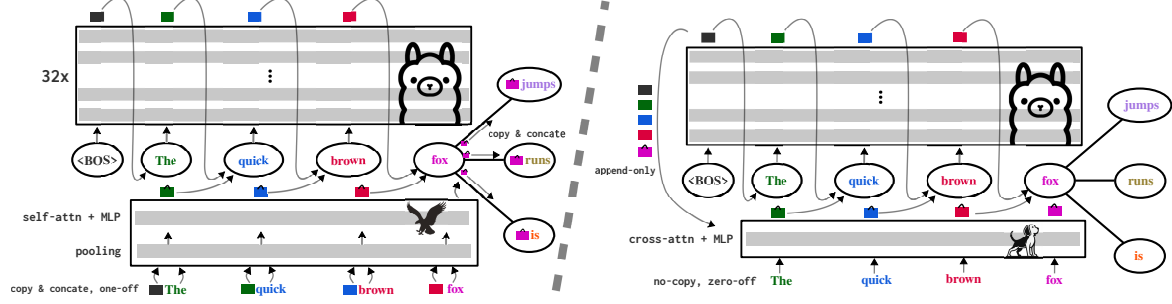 32x
⋮
jumps
copy & concate
<BOS> The quick brown fox runs
is
self-attn + MLP
pooling
copy & concate, one-off The quick brown fox
⋮
jumps
append-only
<BOS> The quick brown fox runs
is
cross-attn + MLP
no-copy, zero-off The quick brown fox